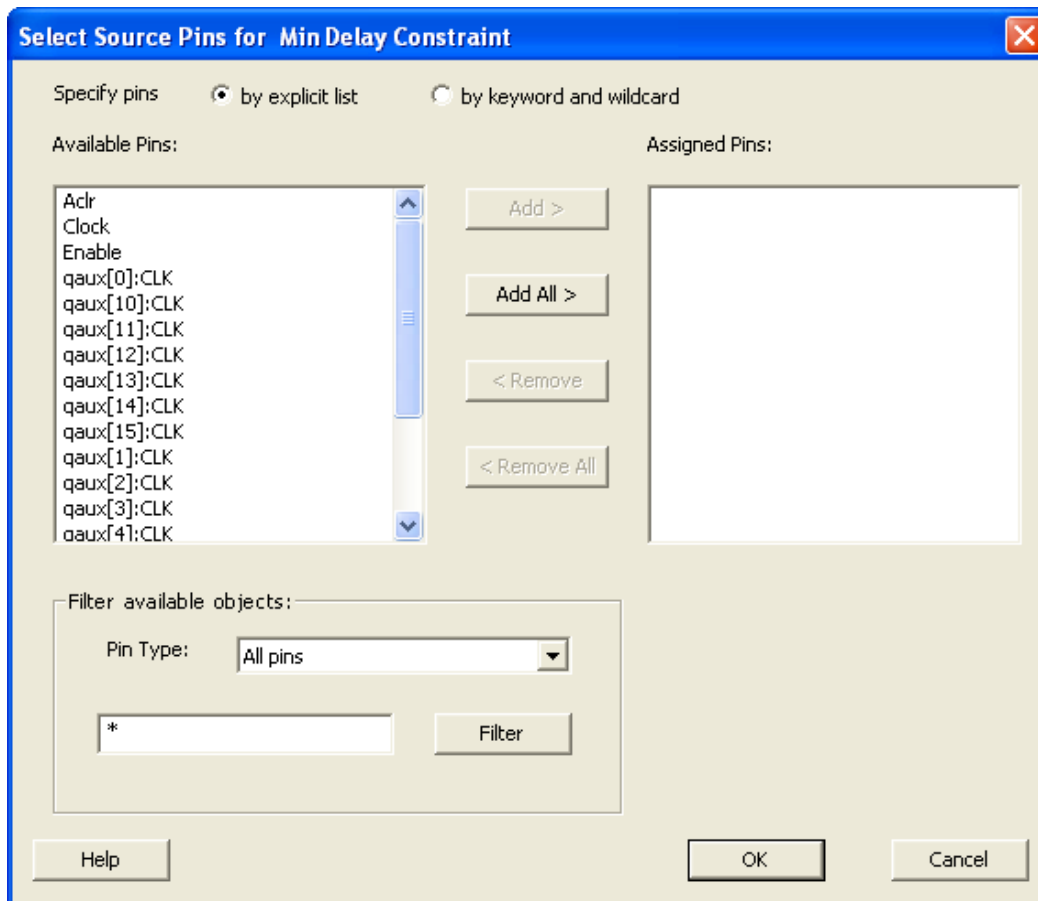 Select Source Pins for Min Delay Constraint
Specify pins by explicit list by keyword and wildcard
Available Pins: Assigned Pins:
Aclr
Clock
Enable
qaux[0]:CLK
qaux[10]:CLK
qaux[11]:CLK
qaux[12]:CLK
qaux[13]:CLK
qaux[14]:CLK
qaux[15]:CLK
qaux[1]:CLK
qaux[2]:CLK
qaux[3]:CLK
qaux[4]:CLK
Add >
Add All >
< Remove
< Remove All
Filter available objects:
Pin Type: All pins
* Filter
Help OK Cancel